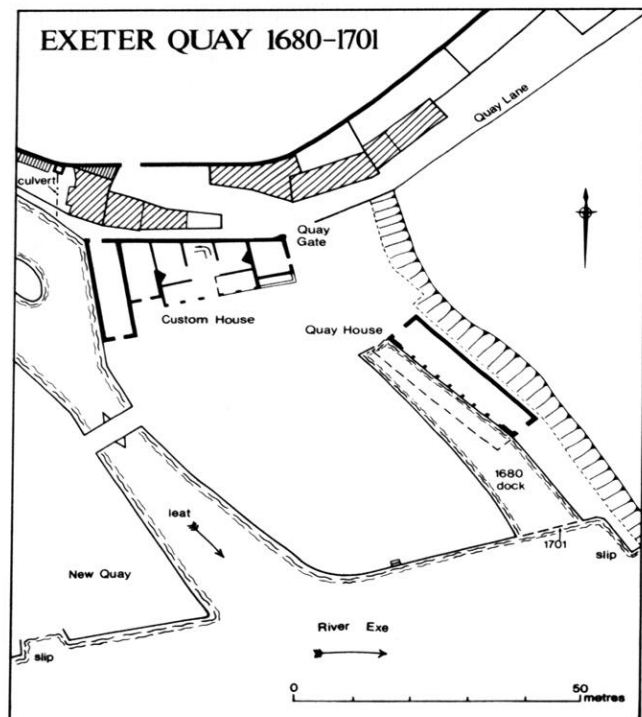 EXETER QUAY 1680-1701
Quay Lane
culvert
Quay
Gate
Custom House
Quay House
1680
dock
leat
1701
slip
New Quay
River Exe
slip
0
50
metres